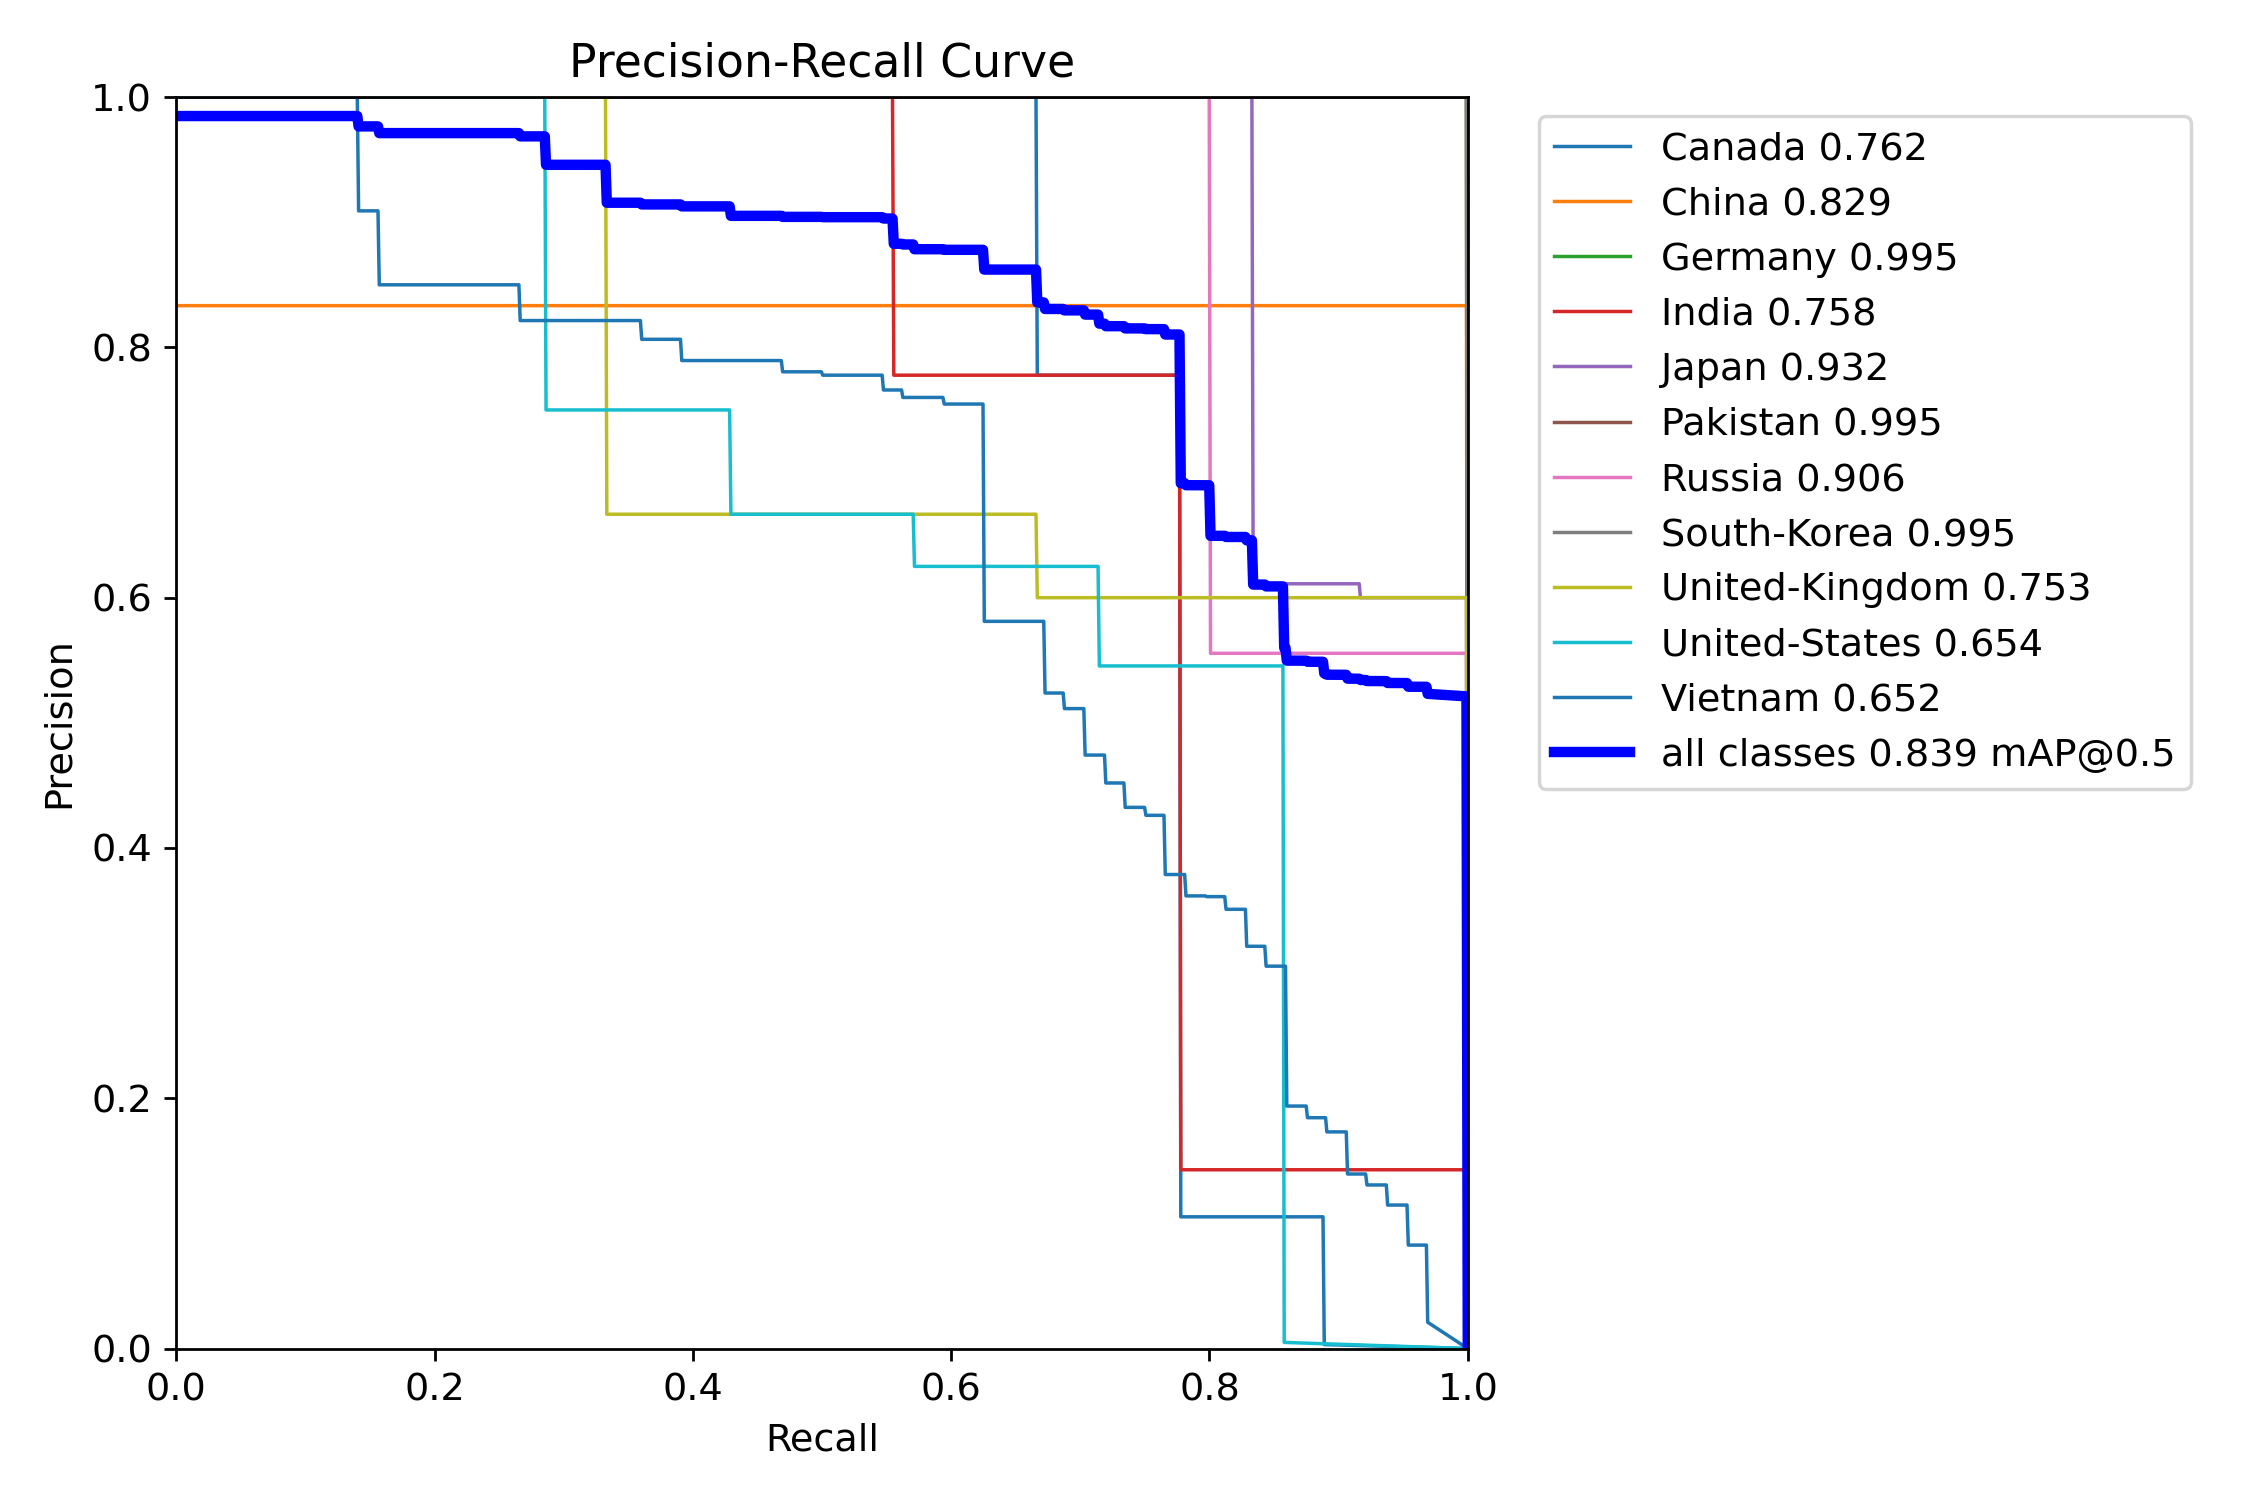 Precision-Recall Curve
1.0
0.8
0.6
0.4
0.2
0.0
Precision
0.0 0.2 0.4 0.6 0.8 1.0
Recall
Canada 0.762
China 0.829
Germany 0.995
India 0.758
Japan 0.932
Pakistan 0.995
Russia 0.906
South-Korea 0.995
United-Kingdom 0.753
United-States 0.654
Vietnam 0.652
all classes 0.839 mAP@0.5